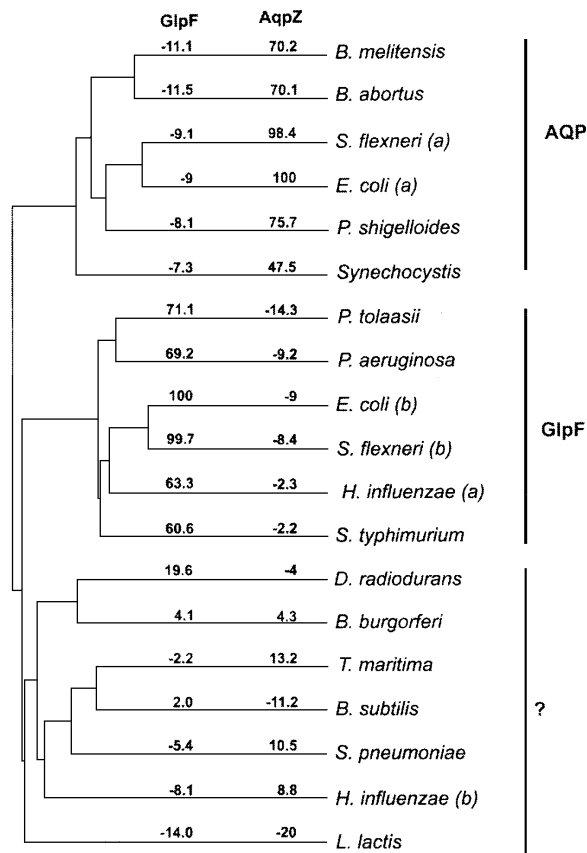 GlpF AqpZ
-11.1 70.2 B. melitensis
-11.5 70.1 B. abortus
AQP
-9.1 98.4 S. flexneri (a)
-9 100 E. coli (a)
-8.1 75.7 P. shigelloides
-7.3 47.5 Synechocystis
71.1 -14.3 P. tolaasii
69.2 -9.2 P. aeruginosa
100 -9 E. coli (b)
GlpF
99.7 -8.4 S. flexneri (b)
63.3 -2.3 H. influenzae (a)
60.6 -2.2 S. typhimurium
19.6 -4 D. radiodurans
4.1 4.3 B. burgorferi
-2.2 13.2 T. maritima
2.0 -11.2 B. subtilis
?
-5.4 10.5 S. pneumoniae
-8.1 8.8 H. influenzae (b)
-14.0 -20 L. lactis